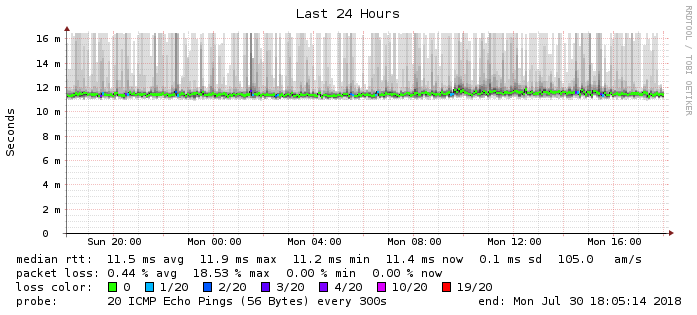 Last 24 Hours
RRDTOOL / TOBI OETIKER
Seconds
16 m
14 m
12 m
10 m
8 m
6 m
4 m
2 m
0
Sun 20:00 Mon 00:00 Mon 04:00 Mon 08:00 Mon 12:00 Mon 16:00
median rtt: 11.5 ms avg 11.9 ms max 11.2 ms min 11.4 ms now 0.1 ms sd 105.0 am/s
packet loss: 0.44 % avg 18.53 % max 0.00 % min 0.00 % now
loss color: 0 1/20 2/20 3/20 4/20 10/20 19/20
probe: 20 ICMP Echo Pings (56 Bytes) every 300s end: Mon Jul 30 18:05:14 2018